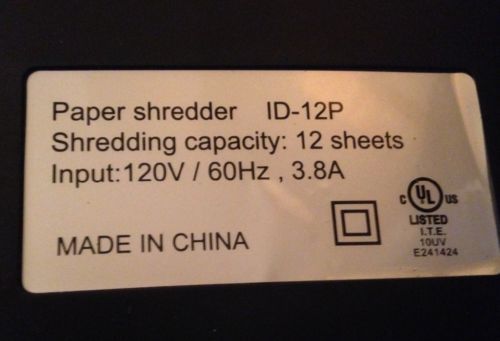 Paper shredder ID-12P
Shredding capacity: 12 sheets
Input:120V / 60Hz , 3.8A
C UL US
LISTED
I.T.E.
10UV
E241424
MADE IN CHINA